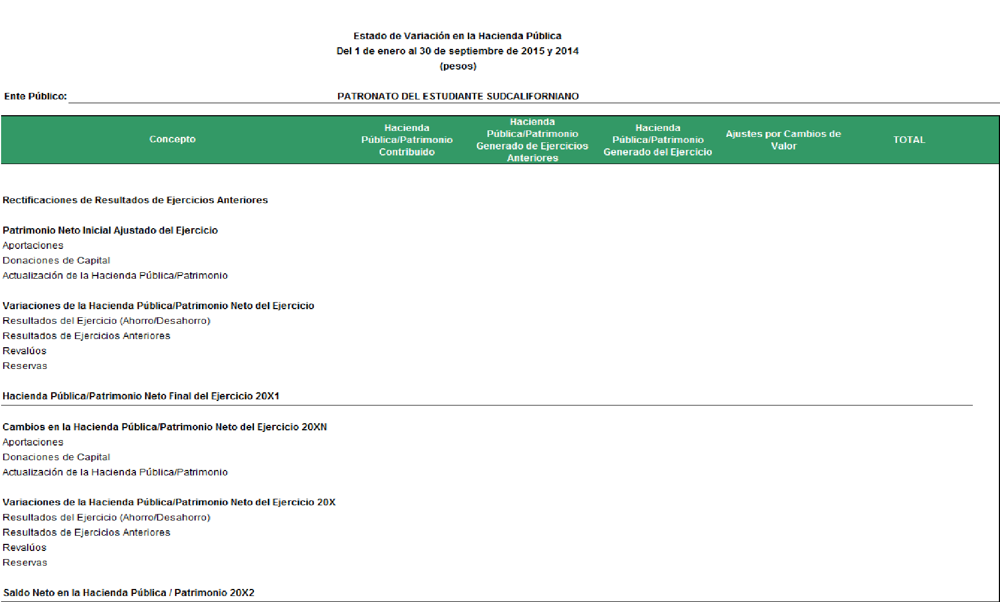 Estado de Variación en la Hacienda Pública
Del 1 de enero al 30 de septiembre de 2015 y 2014
(pesos)
Ente Público: PATRONATO DEL ESTUDIANTE SUDCALIFORNIANO
Concepto
Hacienda
Pública/Patrimonio
Contribuido
Hacienda
Pública/Patrimonio
Generado de Ejercicios
Anteriores
Hacienda
Pública/Patrimonio
Generado del Ejercicio
Ajustes por Cambios de
Valor
TOTAL
Rectificaciones de Resultados de Ejercicios Anteriores
Patrimonio Neto Inicial Ajustado del Ejercicio
Aportaciones
Donaciones de Capital
Actualización de la Hacienda Pública/Patrimonio
Variaciones de la Hacienda Pública/Patrimonio Neto del Ejercicio
Resultados del Ejercicio (Ahorro/Desahorro)
Resultados de Ejercicios Anteriores
Revalúos
Reservas
Hacienda Pública/Patrimonio Neto Final del Ejercicio 20X1
Cambios en la Hacienda Pública/Patrimonio Neto del Ejercicio 20XN
Aportaciones
Donaciones de Capital
Actualización de la Hacienda Pública/Patrimonio
Variaciones de la Hacienda Pública/Patrimonio Neto del Ejercicio 20X
Resultados del Ejercicio (Ahorro/Desahorro)
Resultados de Ejercicios Anteriores
Revalúos
Reservas
Saldo Neto en la Hacienda Pública / Patrimonio 20X2